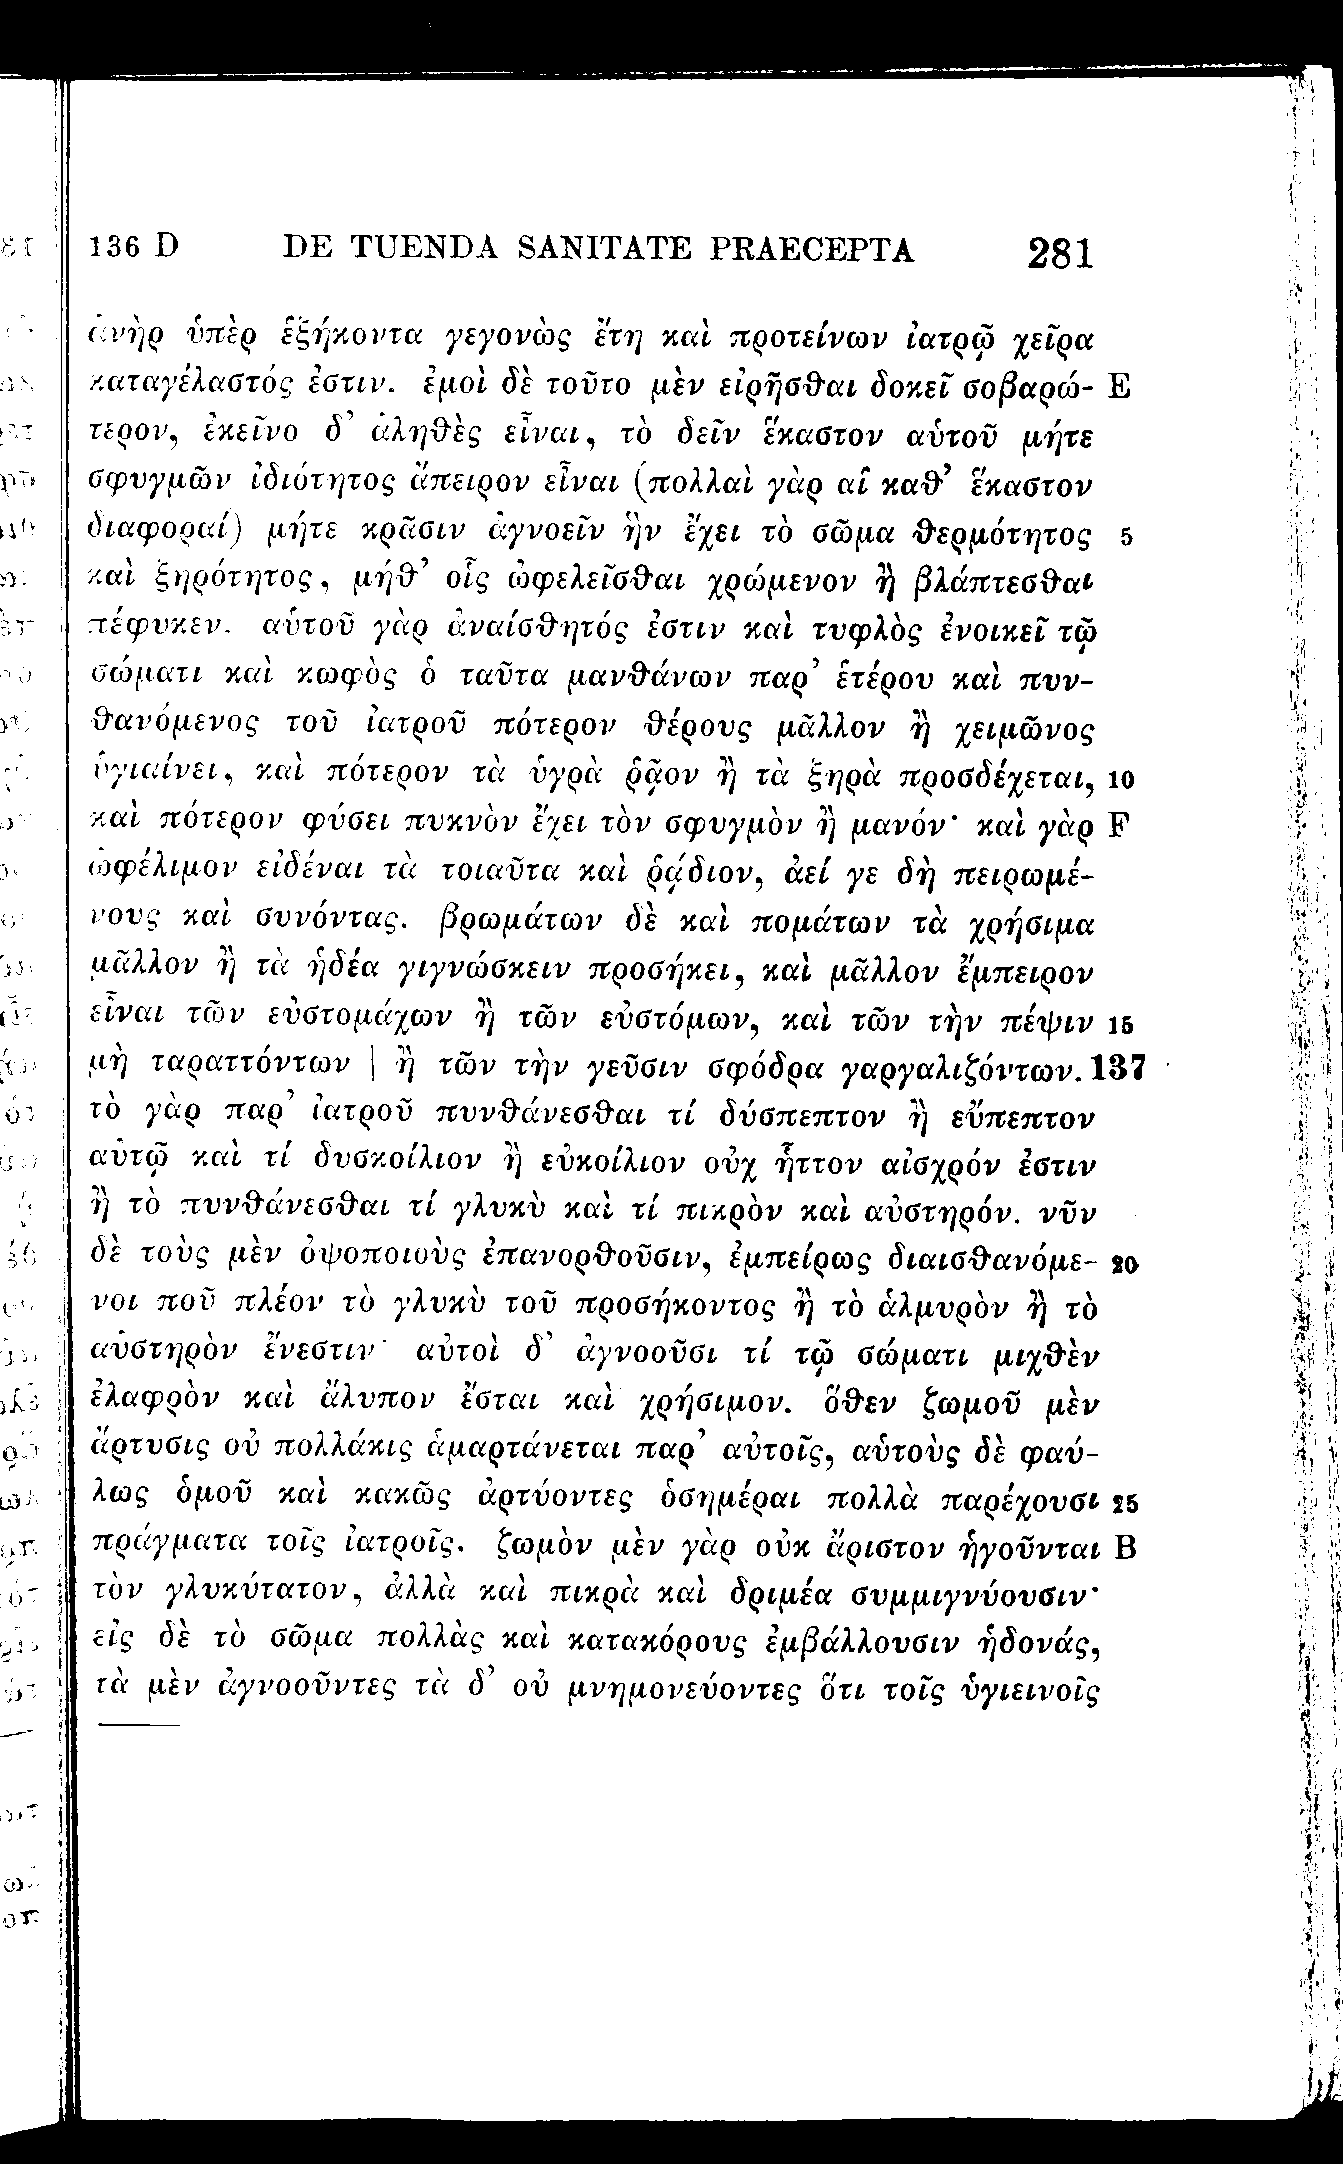 136 D DE TUENDA SANITATE PRAECEPTA 281
ἀνὴρ ὑπὲρ ἑξήκοντα γεγονὼς ἔτη καὶ προτείνων ἰατρῷ χεῖρα
καταγέλαστός ἐστιν. ἐμοὶ δὲ τοῦτο μὲν εἰρῆσθαι δοκεῖ σοβαρώ- E
τερον, ἐκεῖνο δ’ ἀληθὲς εἶναι, τὸ δεῖν ἕκαστον αὑτοῦ μήτε
σφυγμῶν ἰδιότητος ἄπειρον εἶναι (πολλαὶ γὰρ αἱ καθ’ ἕκαστον
διαφοραί) μήτε κρᾶσιν ἀγνοεῖν ἣν ἔχει τὸ σῶμα θερμότητος 5
καὶ ξηρότητος, μήθ’ οἷς ὠφελεῖσθαι χρώμενον ἢ βλάπτεσθαι
πέφυκεν. αὑτοῦ γὰρ ἀναίσθητός ἐστιν καὶ τυφλὸς ἐνοικεῖ τῷ
σώματι καὶ κωφὸς ὁ ταῦτα μανθάνων παρ’ ἑτέρου καὶ πυν-
θανόμενος τοῦ ἰατροῦ πότερον θέρους μᾶλλον ἢ χειμῶνος
ὑγιαίνει, καὶ πότερον τὰ ὑγρὰ ῥᾷον ἢ τὰ ξηρὰ προσδέχεται, 10
καὶ πότερον φύσει πυκνὸν ἔχει τὸν σφυγμὸν ἢ μανόν· καὶ γὰρ F
ὠφέλιμον εἰδέναι τὰ τοιαῦτα καὶ ῥᾴδιον, ἀεί γε δὴ πειρωμέ-
νους καὶ συνόντας. βρωμάτων δὲ καὶ πομάτων τὰ χρήσιμα
μᾶλλον ἢ τὰ ἡδέα γιγνώσκειν προσήκει, καὶ μᾶλλον ἔμπειρον
εἶναι τῶν εὐστομάχων ἢ τῶν εὐστόμων, καὶ τῶν τὴν πέψιν 15
μὴ ταραττόντων | ἢ τῶν τὴν γεῦσιν σφόδρα γαργαλιζόντων. 137
τὸ γὰρ παρ’ ἰατροῦ πυνθάνεσθαι τί δύσπεπτον ἢ εὔπεπτον
αὑτῷ καὶ τί δυσκοίλιον ἢ εὐκοίλιον οὐχ ἧττον αἰσχρόν ἐστιν
ἢ τὸ πυνθάνεσθαι τί γλυκὺ καὶ τί πικρὸν καὶ αὐστηρόν. νῦν
δὲ τοὺς μὲν ὀψοποιοὺς ἐπανορθοῦσιν, ἐμπείρως διαισθανόμε- 20
νοι ποῦ πλέον τὸ γλυκὺ τοῦ προσήκοντος ἢ τὸ ἁλμυρὸν ἢ τὸ
αὐστηρὸν ἔνεστιν· αὐτοὶ δ’ ἀγνοοῦσι τί τῷ σώματι μιχθὲν
ἐλαφρὸν καὶ ἄλυπον ἔσται καὶ χρήσιμον. ὅθεν ζωμοῦ μὲν
ἄρτυσις οὐ πολλάκις ἁμαρτάνεται παρ’ αὐτοῖς, αὑτοὺς δὲ φαύ-
λως ὁμοῦ καὶ κακῶς ἀρτύοντες ὁσημέραι πολλὰ παρέχουσι 25
πράγματα τοῖς ἰατροῖς. ζωμὸν μὲν γὰρ οὐκ ἄριστον ἡγοῦνται B
τὸν γλυκύτατον, ἀλλὰ καὶ πικρὰ καὶ δριμέα συμμιγνύουσιν·
εἰς δὲ τὸ σῶμα πολλὰς καὶ κατακόρους ἐμβάλλουσιν ἡδονάς,
τὰ μὲν ἀγνοοῦντες τὰ δ’ οὐ μνημονεύοντες ὅτι τοῖς ὑγιεινοῖς